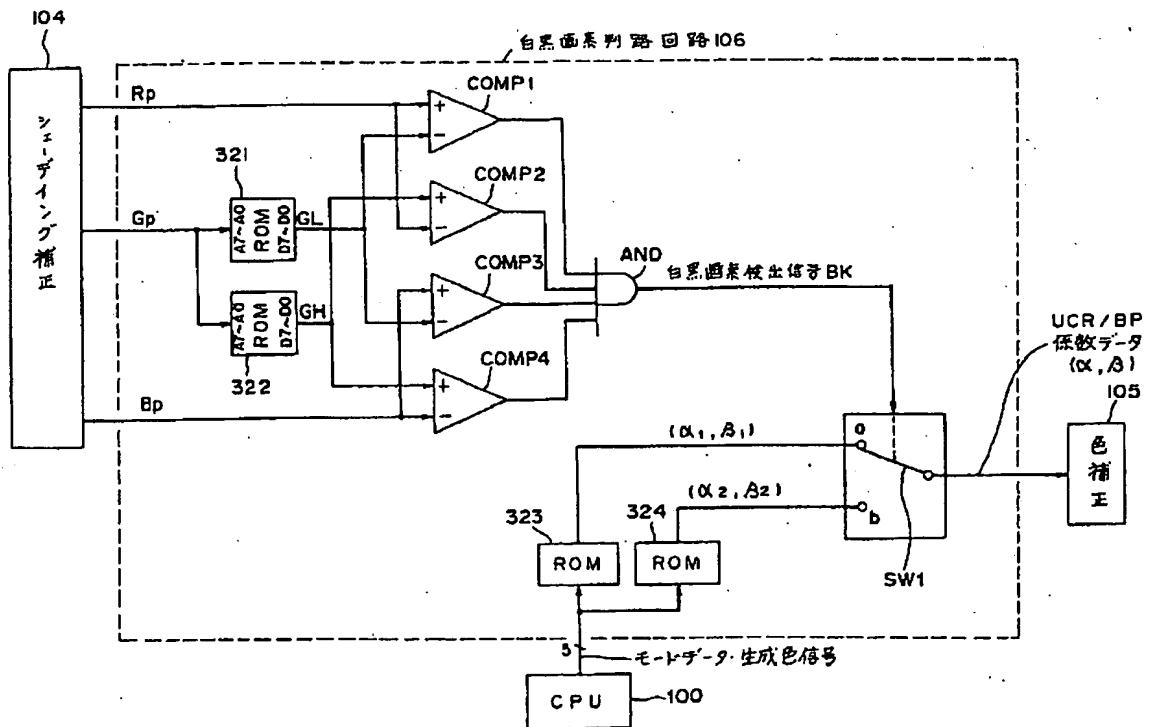 104
白黒画素判路回路106
シェーディング補正
Rp
Gp
Bp
321
A7~A0
ROM
D7~D0
GL
A7~A0
ROM
D7~D0
GH
322
COMP1
+
−
COMP2
+
−
COMP3
+
−
COMP4
+
−
AND
白黒画素検出信号BK
UCR/BP
係数データ
(α,β)
105
色補正
(α1,β1)
a
(α2,β2)
b
SW1
323
ROM
324
ROM
5
モードデータ・生成色信号
CPU
100